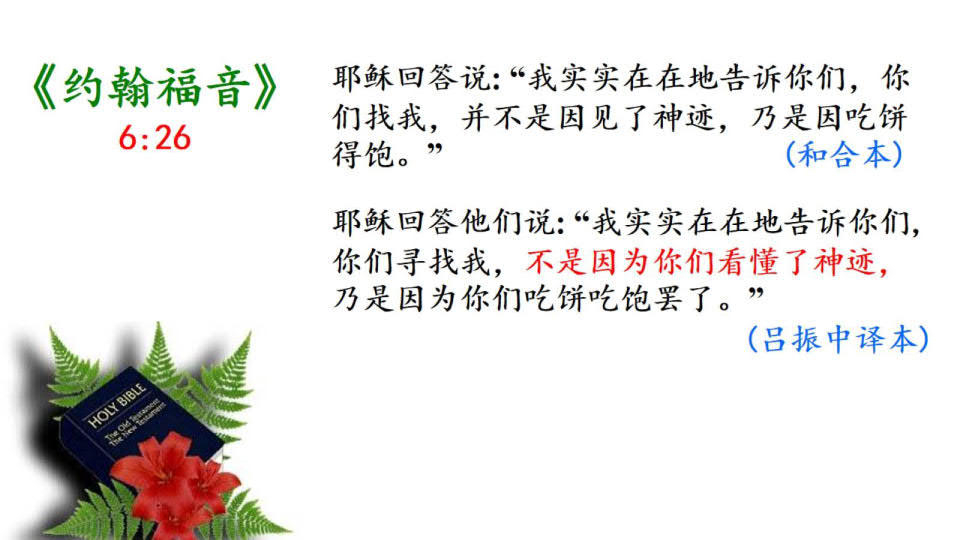 《约翰福音》
6:26
耶稣回答说:“我实实在在地告诉你们，你
们找我，并不是因见了神迹，乃是因吃饼
得饱。”
(和合本)
耶稣回答他们说:“我实实在在地告诉你们,
你们寻找我，不是因为你们看懂了神迹，
乃是因为你们吃饼吃饱罢了。”
(吕振中译本)
HOLY BIBLE
The Old Testament
The New Testament